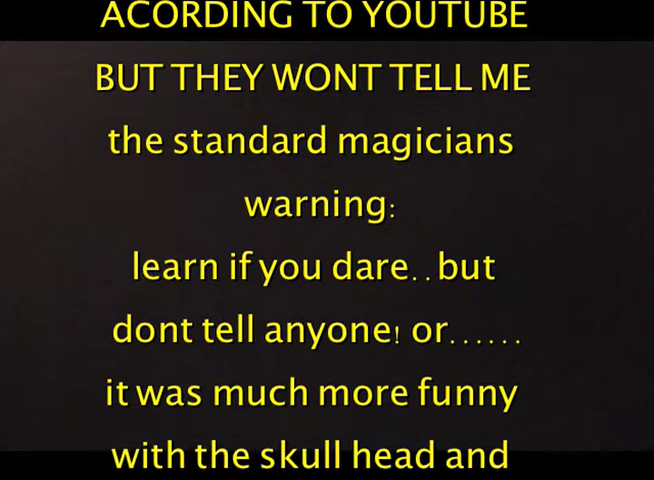 ACORDING TO YOUTUBE
BUT THEY WONT TELL ME
the standard magicians
warning:
learn if you dare..but
dont tell anyone! or......
it was much more funny
with the skull head and